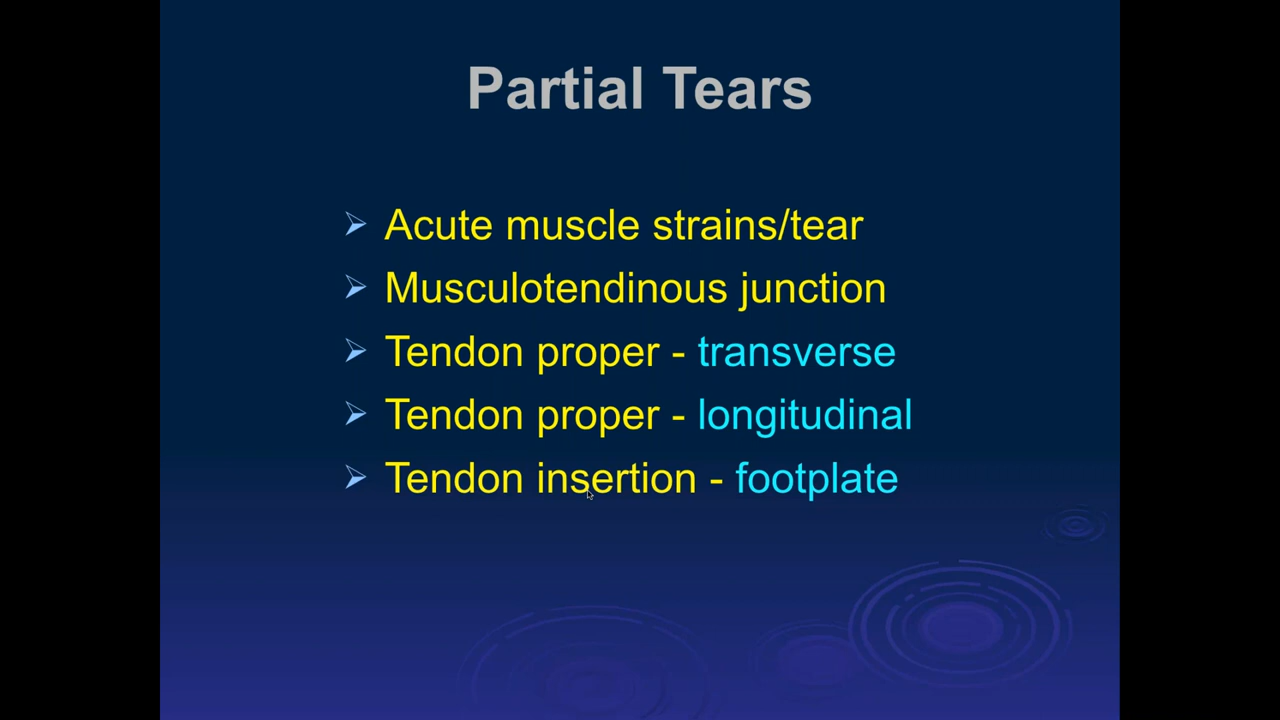 Partial Tears
Acute muscle strains/tear
Musculotendinous junction
Tendon proper - transverse
Tendon proper - longitudinal
Tendon insertion - footplate